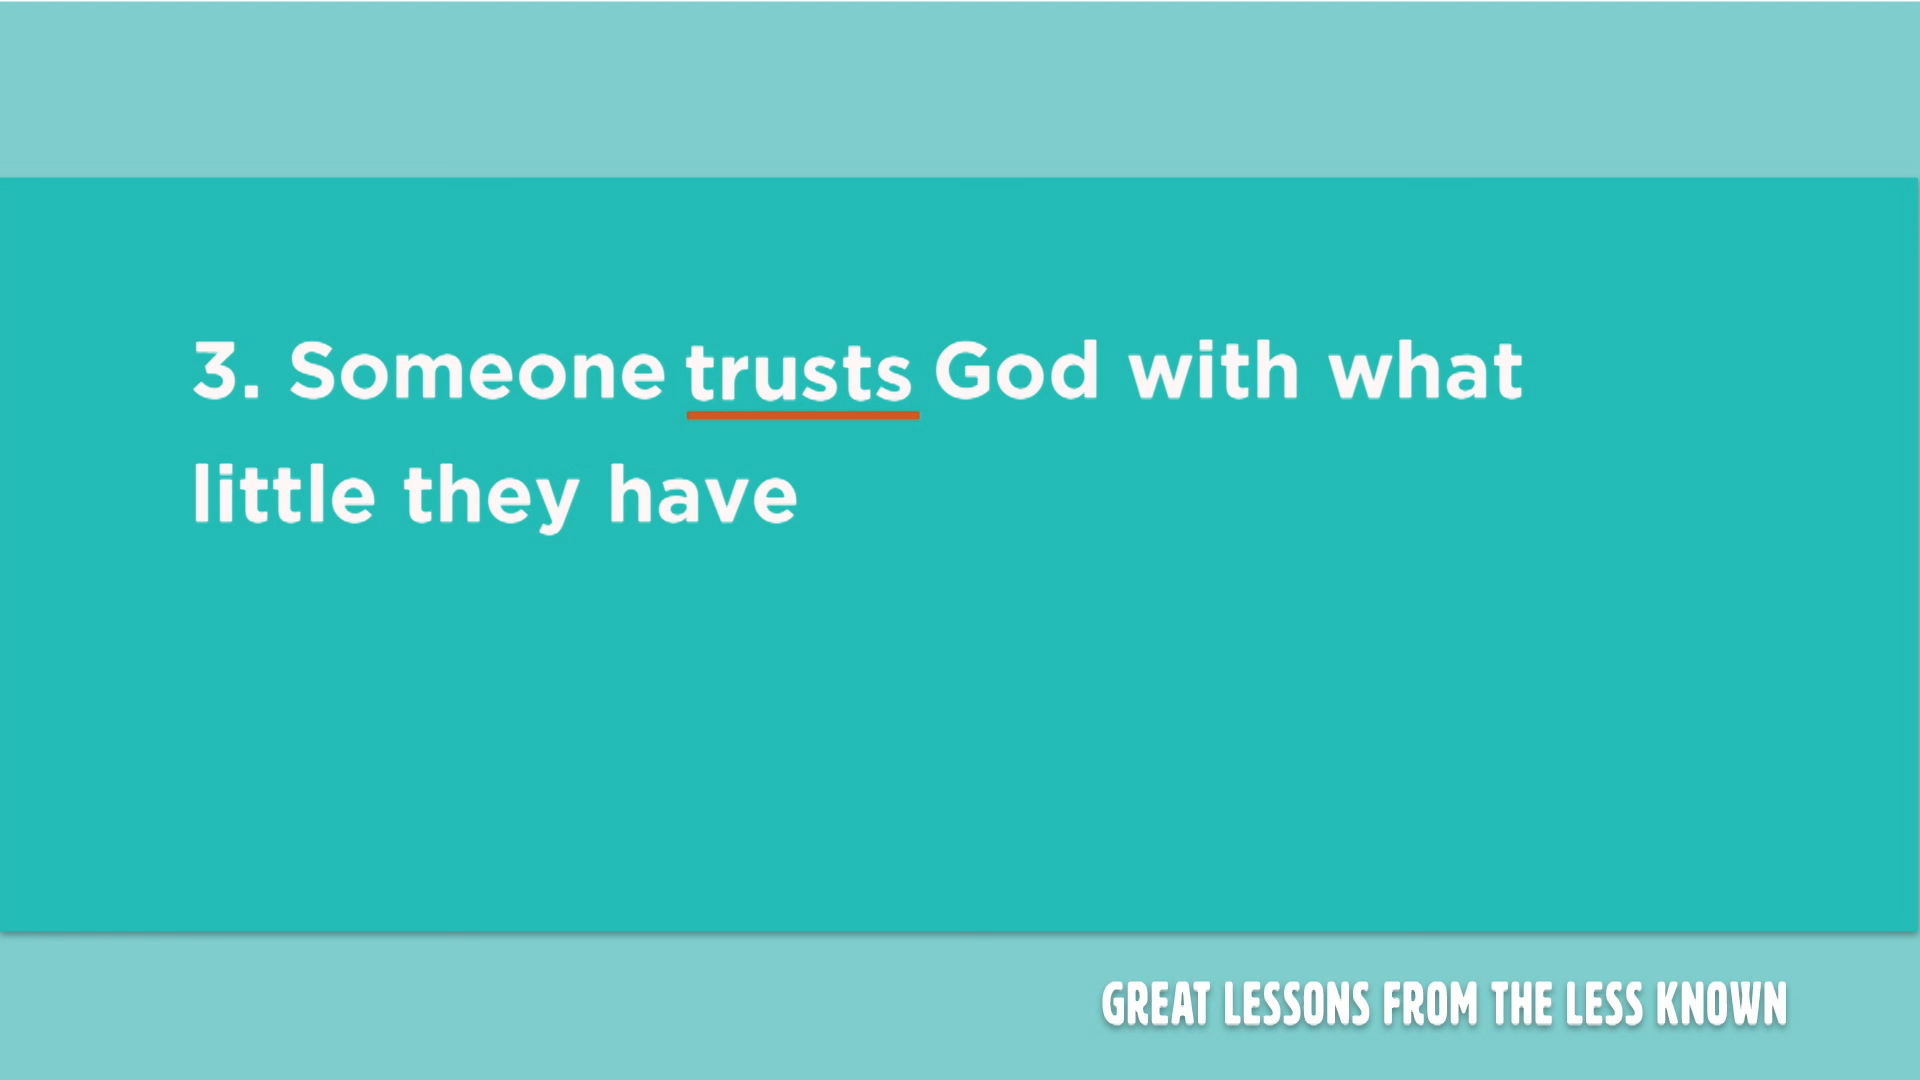 3. Someone trusts God with what
little they have
GREAT LESSONS FROM THE LESS KNOWN